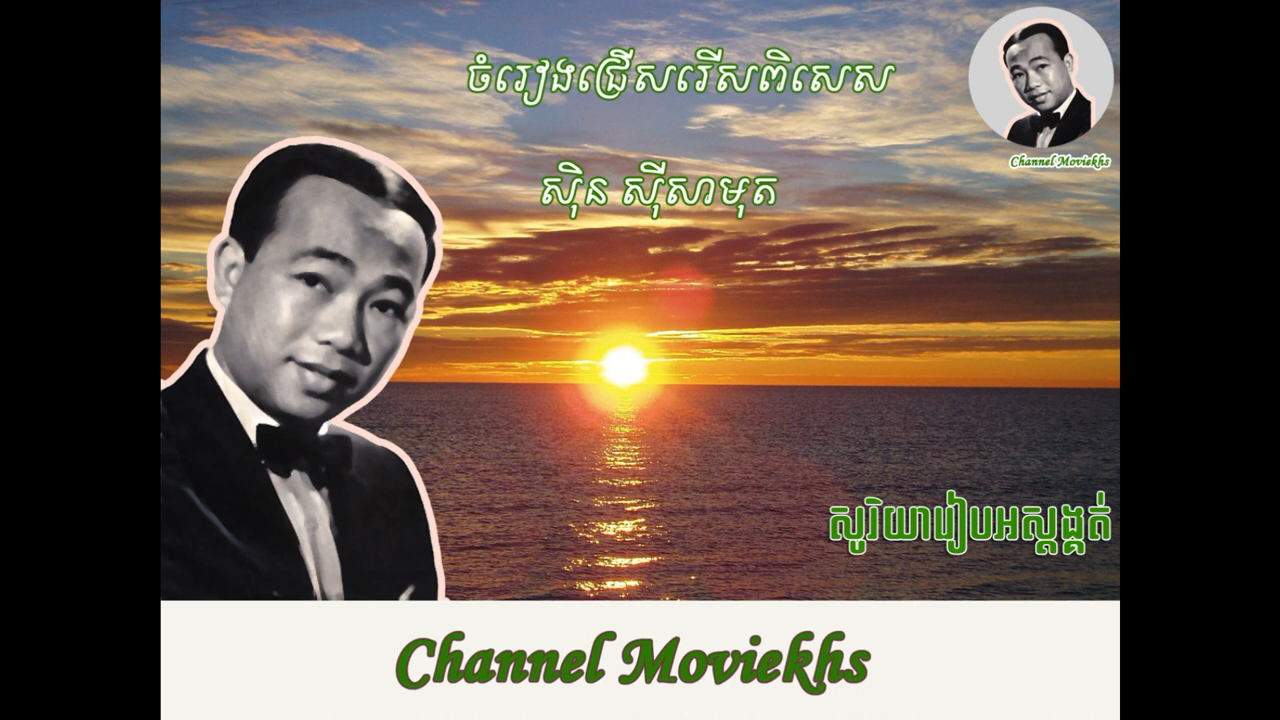 ចំរៀងជ្រើសរើសពិសេស
Channel Moviekhs
ស៊ិន ស៊ីសាមុត
សូរិយារៀបអស្តង្គត់
Channel Moviekhs